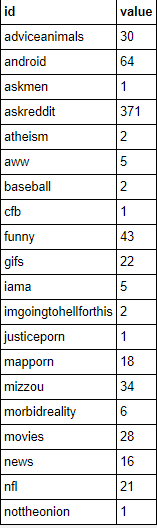 id value
adviceanimals 30
android 64
askmen 1
askreddit 371
atheism 2
aww 5
baseball 2
cfb 1
funny 43
gifs 22
iama 5
imgoingtohellforthis 2
justiceporn 1
mapporn 18
mizzou 34
morbidreality 6
movies 28
news 16
nfl 21
nottheonion 1